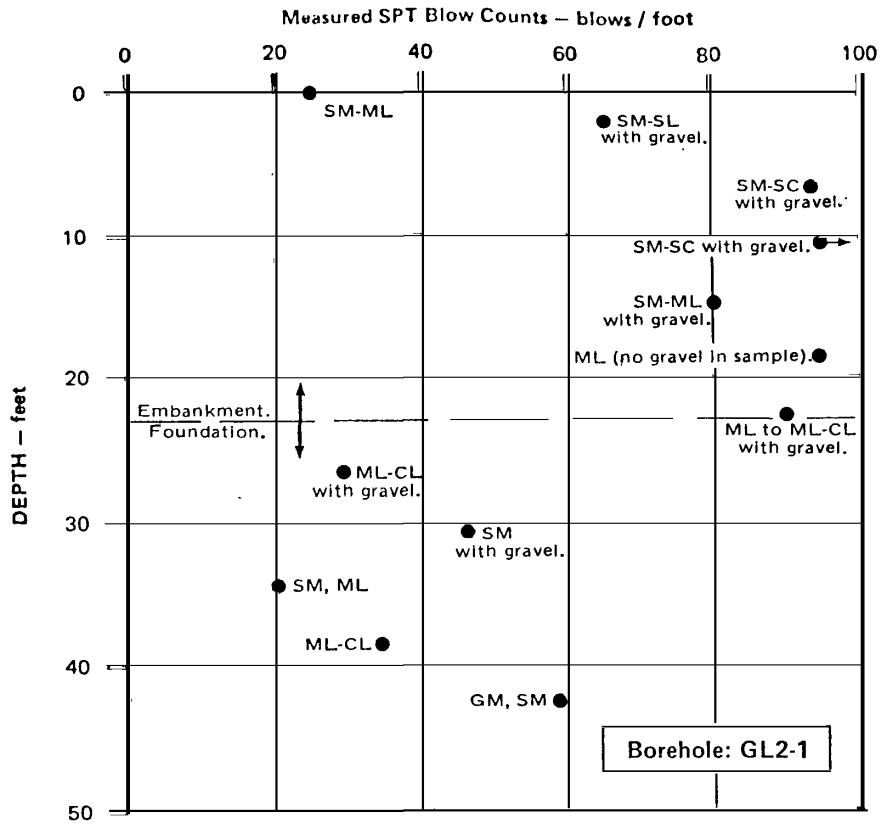 Measured SPT Blow Counts – blows / foot
0 20 40 60 80 100
0
SM-ML
SM-SL
with gravel.
SM-SC
with gravel.
10
SM-SC with gravel.
SM-ML
with gravel.
ML (no gravel in sample).
20
Embankment.
Foundation.
ML to ML-CL
with gravel.
ML-CL
with gravel.
DEPTH – feet
30
SM
with gravel.
SM, ML
ML-CL
40
GM, SM
Borehole: GL2-1
50